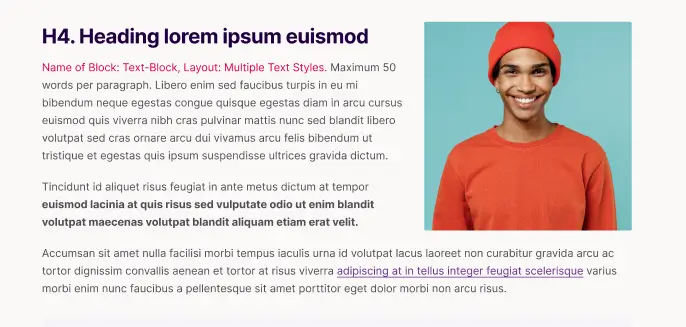 H4. Heading lorem ipsum euismod
Name of Block: Text-Block, Layout: Multiple Text Styles. Maximum 50
words per paragraph. Libero enim sed faucibus turpis in eu mi
bibendum neque egestas congue quisque egestas diam in arcu cursus
euismod quis viverra nibh cras pulvinar mattis nunc sed blandit libero
volutpat sed cras ornare arcu dui vivamus arcu felis bibendum ut
tristique et egestas quis ipsum suspendisse ultrices gravida dictum.
Tincidunt id aliquet risus feugiat in ante metus dictum at tempor
euismod lacinia at quis risus sed vulputate odio ut enim blandit
volutpat maecenas volutpat blandit aliquam etiam erat velit.
Accumsan sit amet nulla facilisi morbi tempus iaculis urna id volutpat lacus laoreet non curabitur gravida arcu ac
tortor dignissim convallis aenean et tortor at risus viverra adipiscing at in tellus integer feugiat scelerisque varius
morbi enim nunc faucibus a pellentesque sit amet porttitor eget dolor morbi non arcu risus.